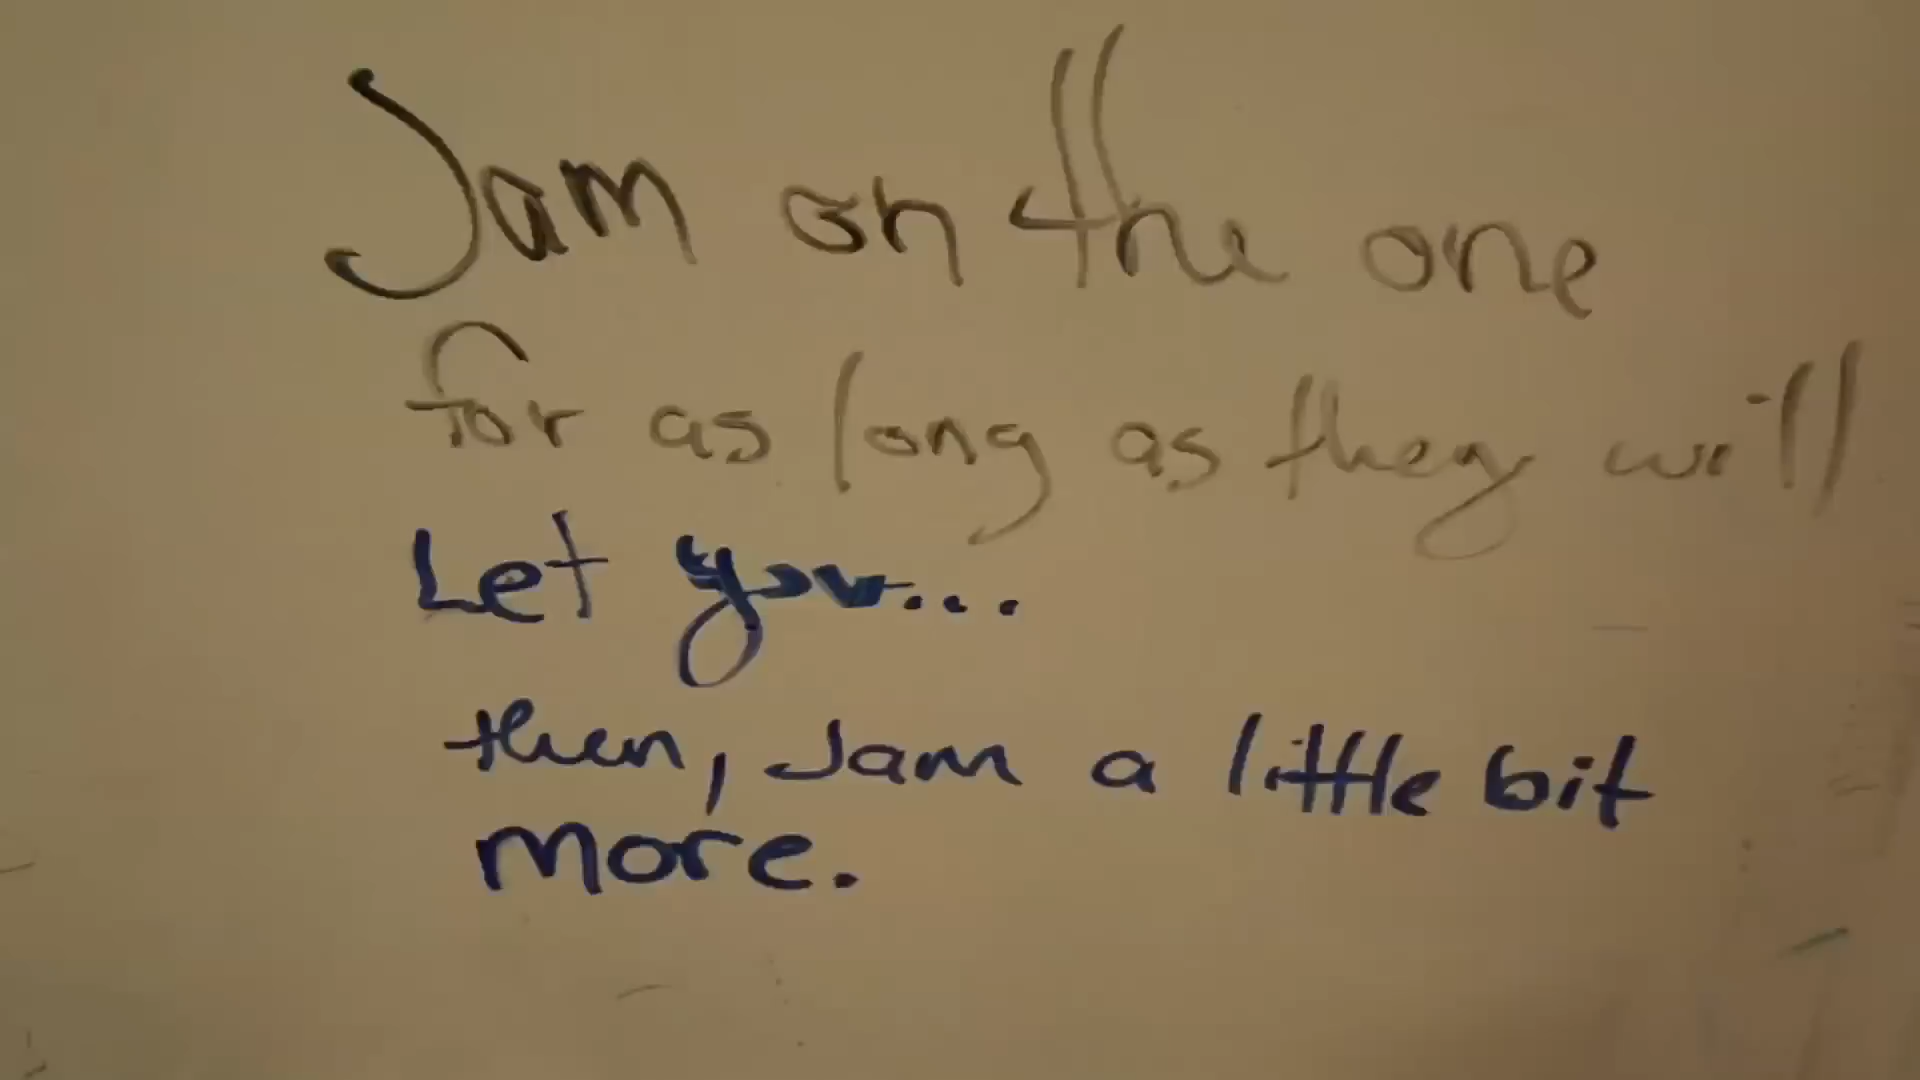 Jam on the one
for as long as they will
Let you...
then, Jam a little bit
more.